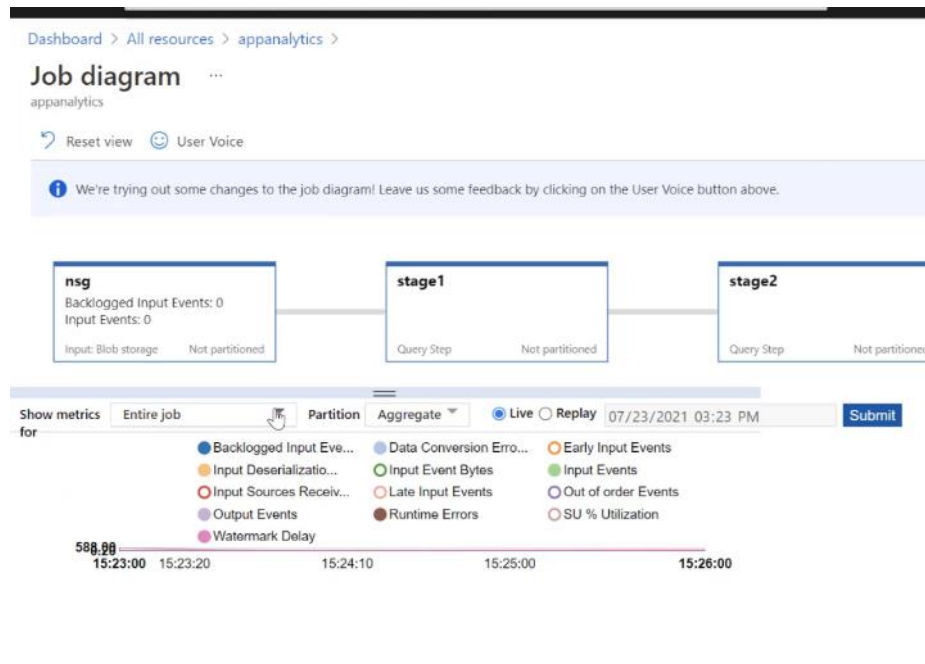 Dashboard > All resources > appanalytics >
Job diagram ...
appanalytics
Reset view User Voice
We're trying out some changes to the job diagram! Leave us some feedback by clicking on the User Voice button above.
nsg
Backlogged Input Events: 0
Input Events: 0
Input: Blob storage Not partitioned
stage1
Query Step Not partitioned
stage2
Query Step Not partitioned
Show metrics for Entire job Partition Aggregate Live Replay 07/23/2021 03:23 PM Submit
Backlogged Input Eve... Data Conversion Erro... Early Input Events
Input Deserializatio... Input Event Bytes Input Events
Input Sources Receiv... Late Input Events Out of order Events
Output Events Runtime Errors SU % Utilization
Watermark Delay
15:23:00 15:23:20 15:24:10 15:25:00 15:26:00